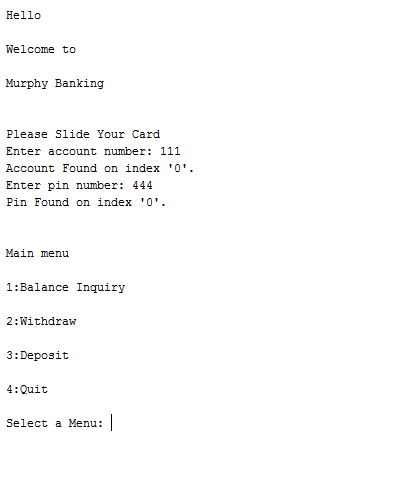 Hello
Welcome to
Murphy Banking
Please Slide Your Card
Enter account number: 111
Account Found on index '0'.
Enter pin number: 444
Pin Found on index '0'.
Main menu
1:Balance Inquiry
2:Withdraw
3:Deposit
4:Quit
Select a Menu: